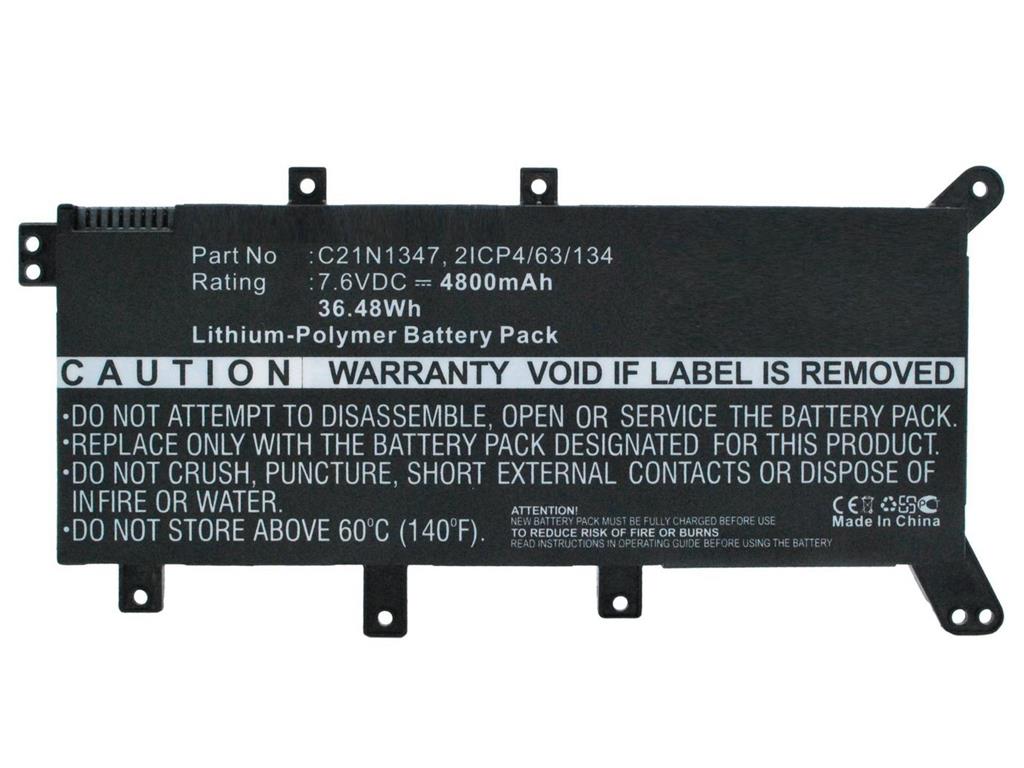 Part No : C21N1347, 2ICP4/63/134
Rating : 7.6VDC ⎓ 4800mAh
36.48Wh
Lithium-Polymer Battery Pack
CAUTION WARRANTY VOID IF LABEL IS REMOVED
·DO NOT ATTEMPT TO DISASSEMBLE, OPEN OR SERVICE THE BATTERY PACK.
·REPLACE ONLY WITH THE BATTERY PACK DESIGNATED FOR THIS PRODUCT.
·DO NOT CRUSH, PUNCTURE, SHORT EXTERNAL CONTACTS OR DISPOSE OF
IN FIRE OR WATER.
·DO NOT STORE ABOVE 60°C (140°F).
ATTENTION!
NEW BATTERY PACK MUST BE FULLY CHARGED BEFORE USE
TO REDUCE RISK OF FIRE OR BURNS
READ INSTRUCTIONS IN OPERATING GUIDE BEFORE USING THE BATTERY
CE
Made In China